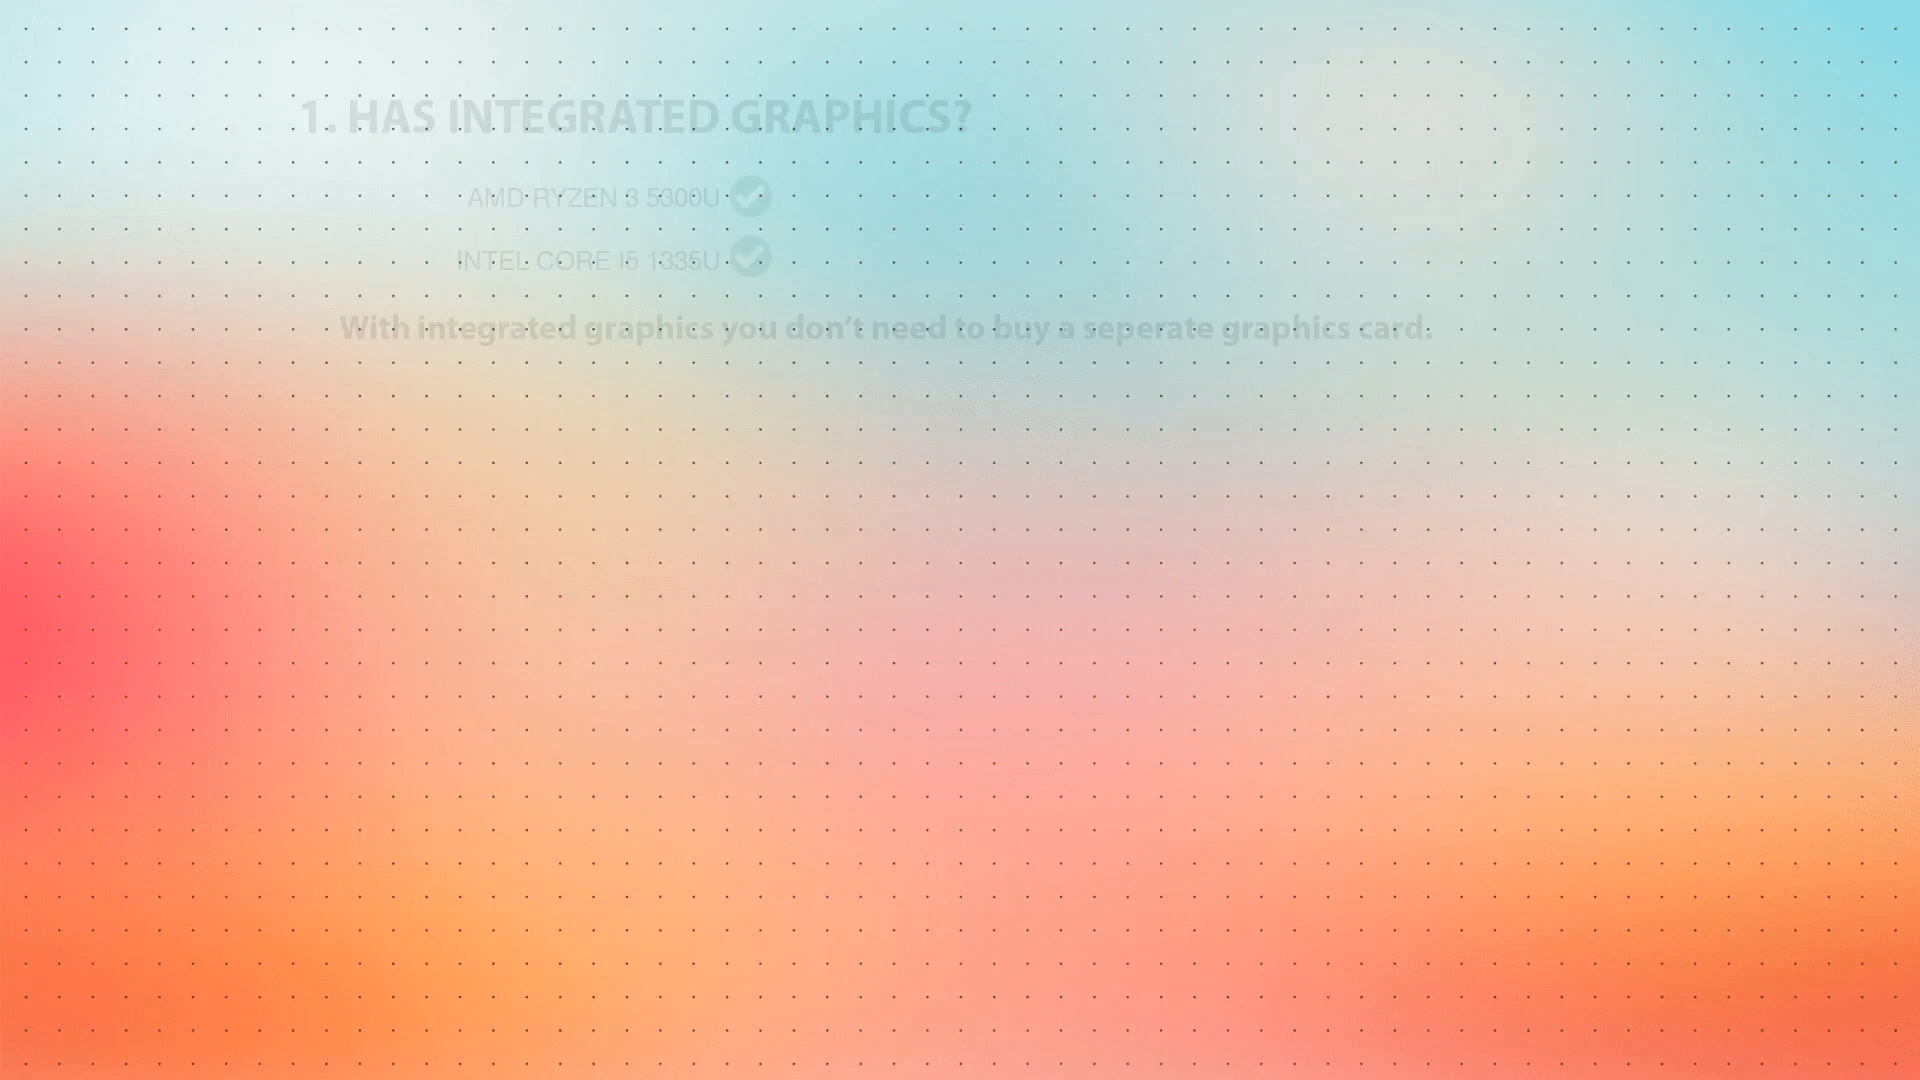 1. HAS INTEGRATED GRAPHICS?
AMD RYZEN 3 5300U
INTEL CORE I5 1335U
With integrated graphics you don’t need to buy a seperate graphics card.